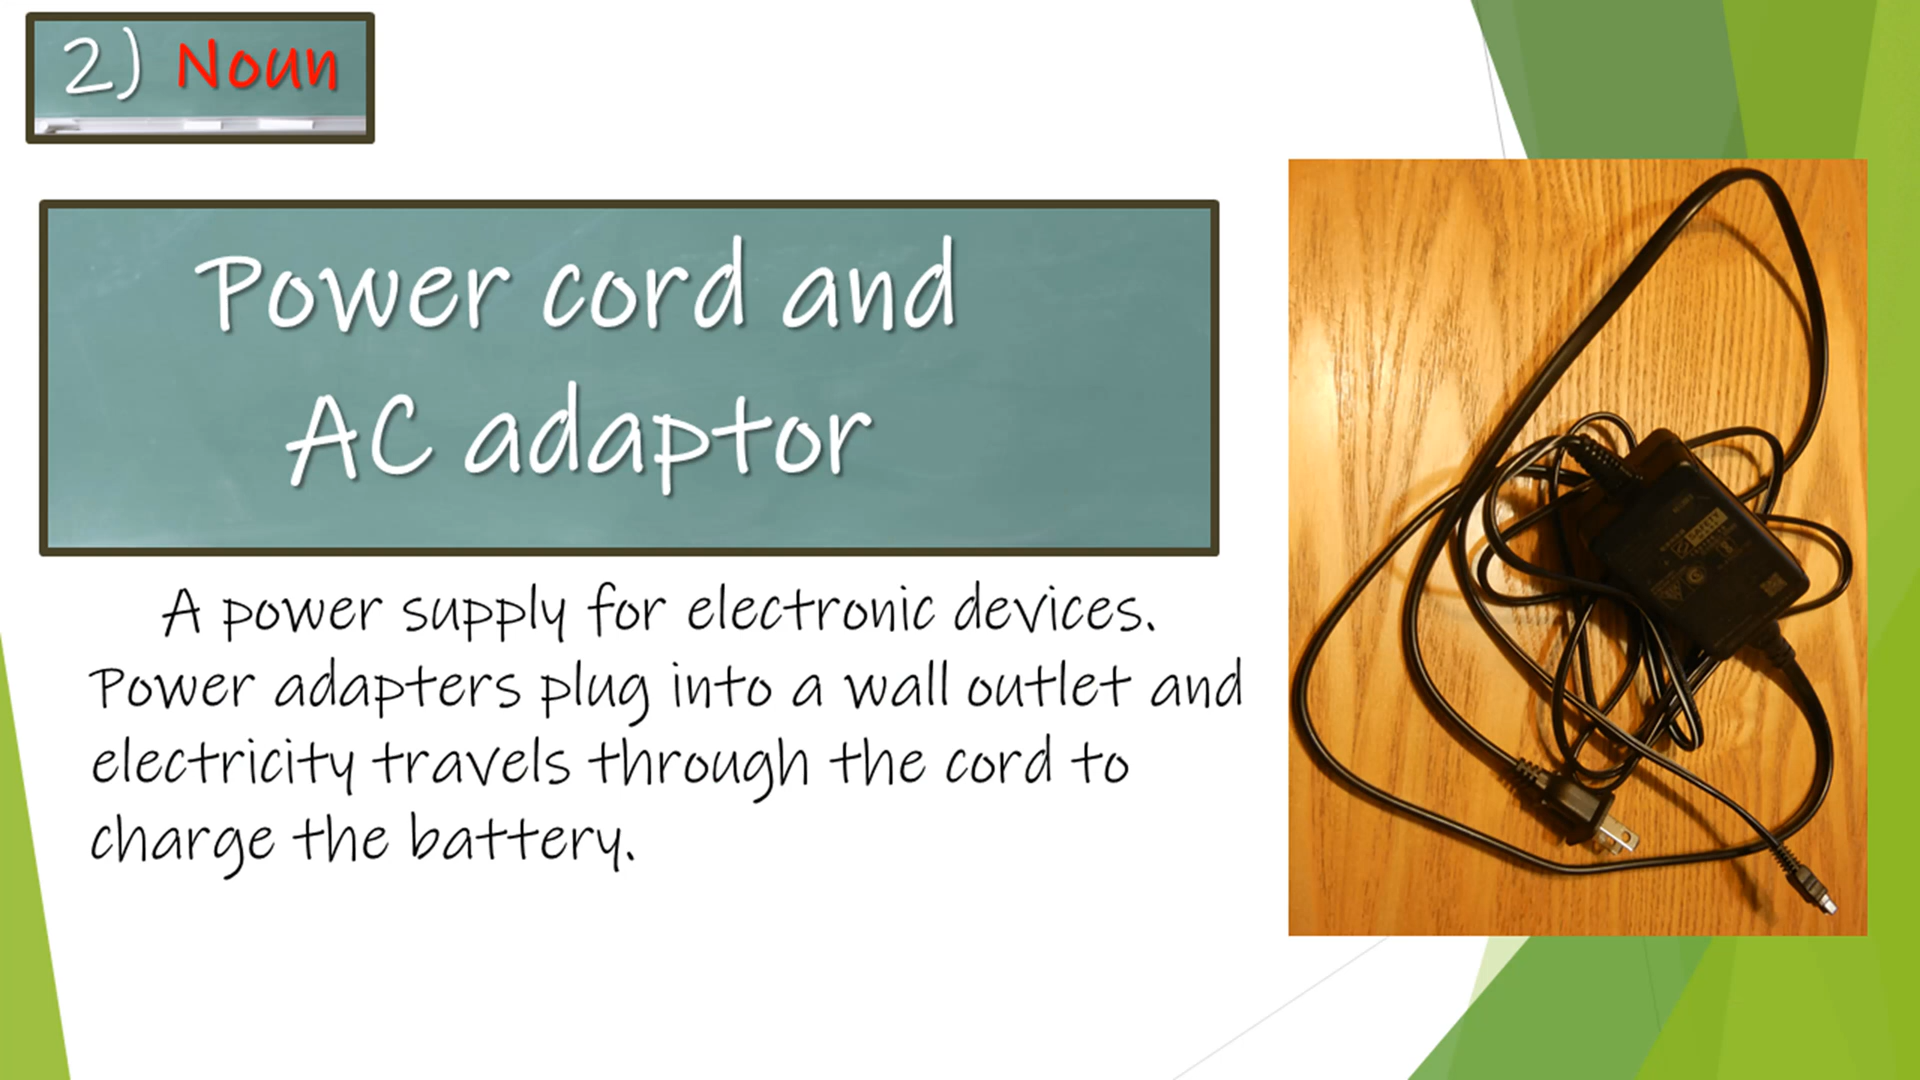 2) Noun
Power cord and
AC adaptor
A power supply for electronic devices.
Power adapters plug into a wall outlet and
electricity travels through the cord to
charge the battery.